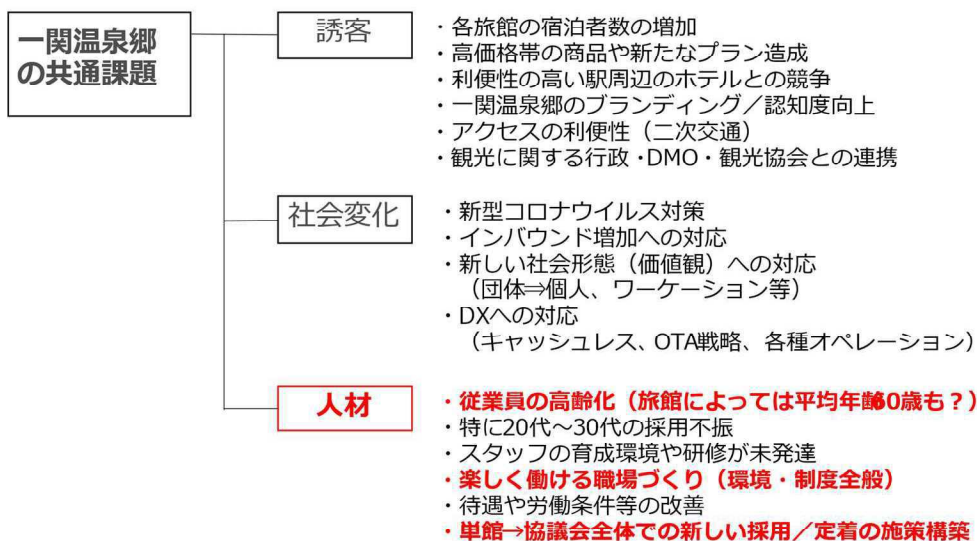 一関温泉郷
の共通課題
誘客
・各旅館の宿泊者数の増加
・高価格帯の商品や新たなプラン造成
・利便性の高い駅周辺のホテルとの競争
・一関温泉郷のブランディング／認知度向上
・アクセスの利便性（二次交通）
・観光に関する行政・DMO・観光協会との連携
社会変化
・新型コロナウイルス対策
・インバウンド増加への対応
・新しい社会形態（価値観）への対応
（団体⇒個人、ワーケーション等）
・DXへの対応
（キャッシュレス、OTA戦略、各種オペレーション）
人材
・従業員の高齢化（旅館によっては平均年齢60歳も？）
・特に20代～30代の採用不振
・スタッフの育成環境や研修が未発達
・楽しく働ける職場づくり（環境・制度全般）
・待遇や労働条件等の改善
・単館→協議会全体での新しい採用／定着の施策構築